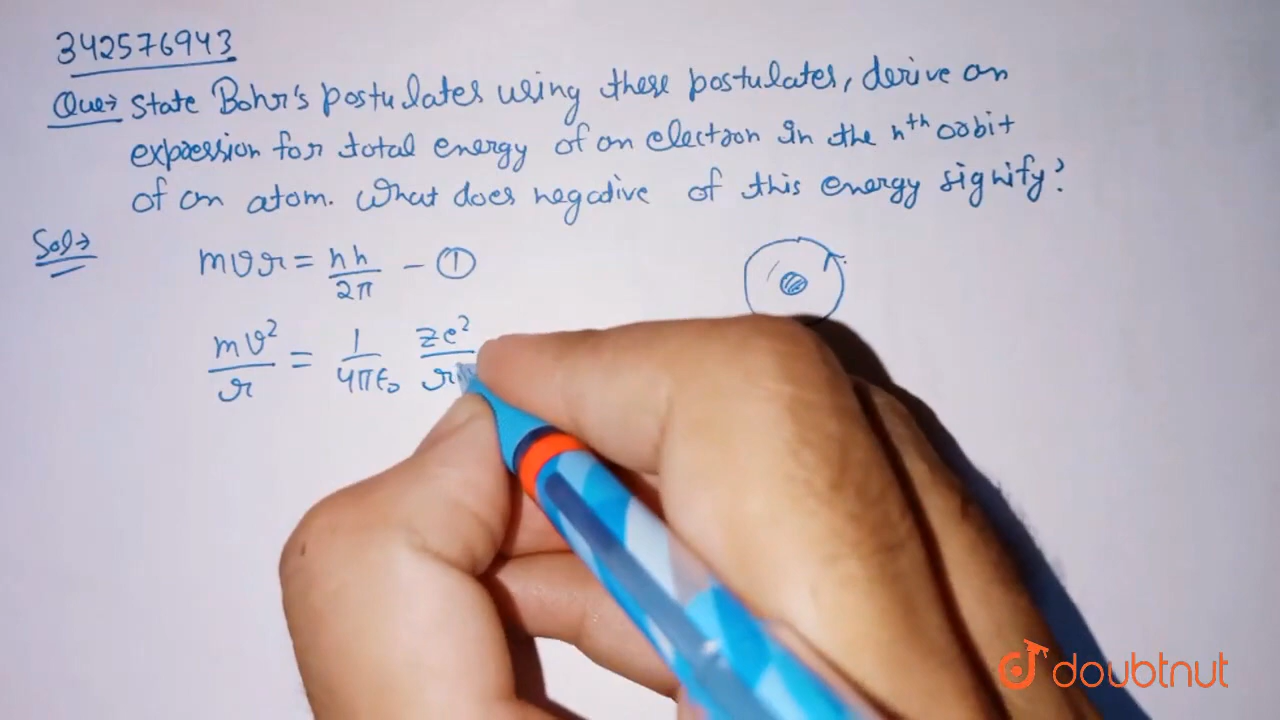 342576943
Que→ State Bohr's postulates using these postulates, derive an
expression for total energy of an electron in the nth orbit
of an atom. What does negative of this energy signify?
Sol→
mvr = nh/2π - ①
mv²/r = 1/4πε₀ ze²/r
doubtnut